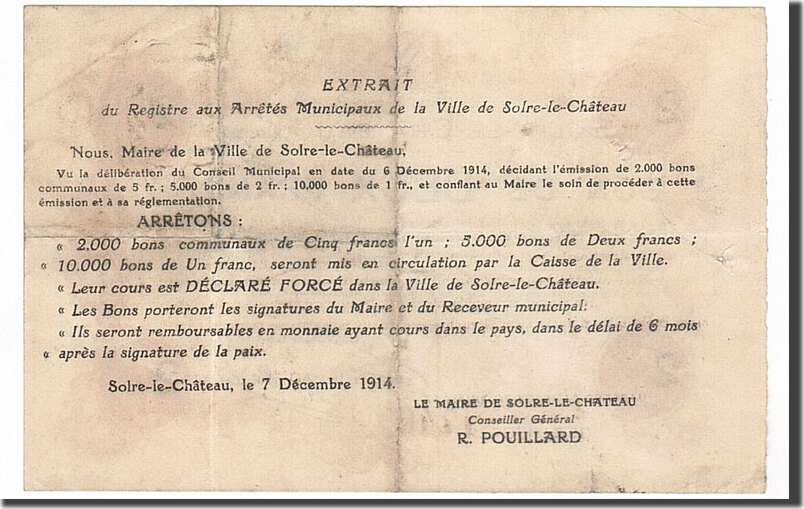 EXTRAIT
du Registre aux Arrêtés Municipaux de la Ville de Solre-le-Château
Nous, Maire de la Ville de Solre-le-Château,
Vu la délibération du Conseil Municipal en date du 6 Décembre 1914, décidant l'émission de 2.000 bons
communaux de 5 fr. ; 5.000 bons de 2 fr. ; 10.000 bons de 1 fr., et confiant au Maire le soin de procéder à cette
émission et à sa réglementation.
ARRÊTONS :
« 2.000 bons communaux de Cinq francs l'un ; 5.000 bons de Deux francs ;
« 10.000 bons de Un franc, seront mis en circulation par la Caisse de la Ville.
« Leur cours est DÉCLARÉ FORCÉ dans la Ville de Solre-le-Château.
« Les Bons porteront les signatures du Maire et du Receveur municipal.
« Ils seront remboursables en monnaie ayant cours dans le pays, dans le délai de 6 mois
« après la signature de la paix.
Solre-le-Château, le 7 Décembre 1914.
LE MAIRE DE SOLRE-LE-CHATEAU
Conseiller Général
R. POUILLARD